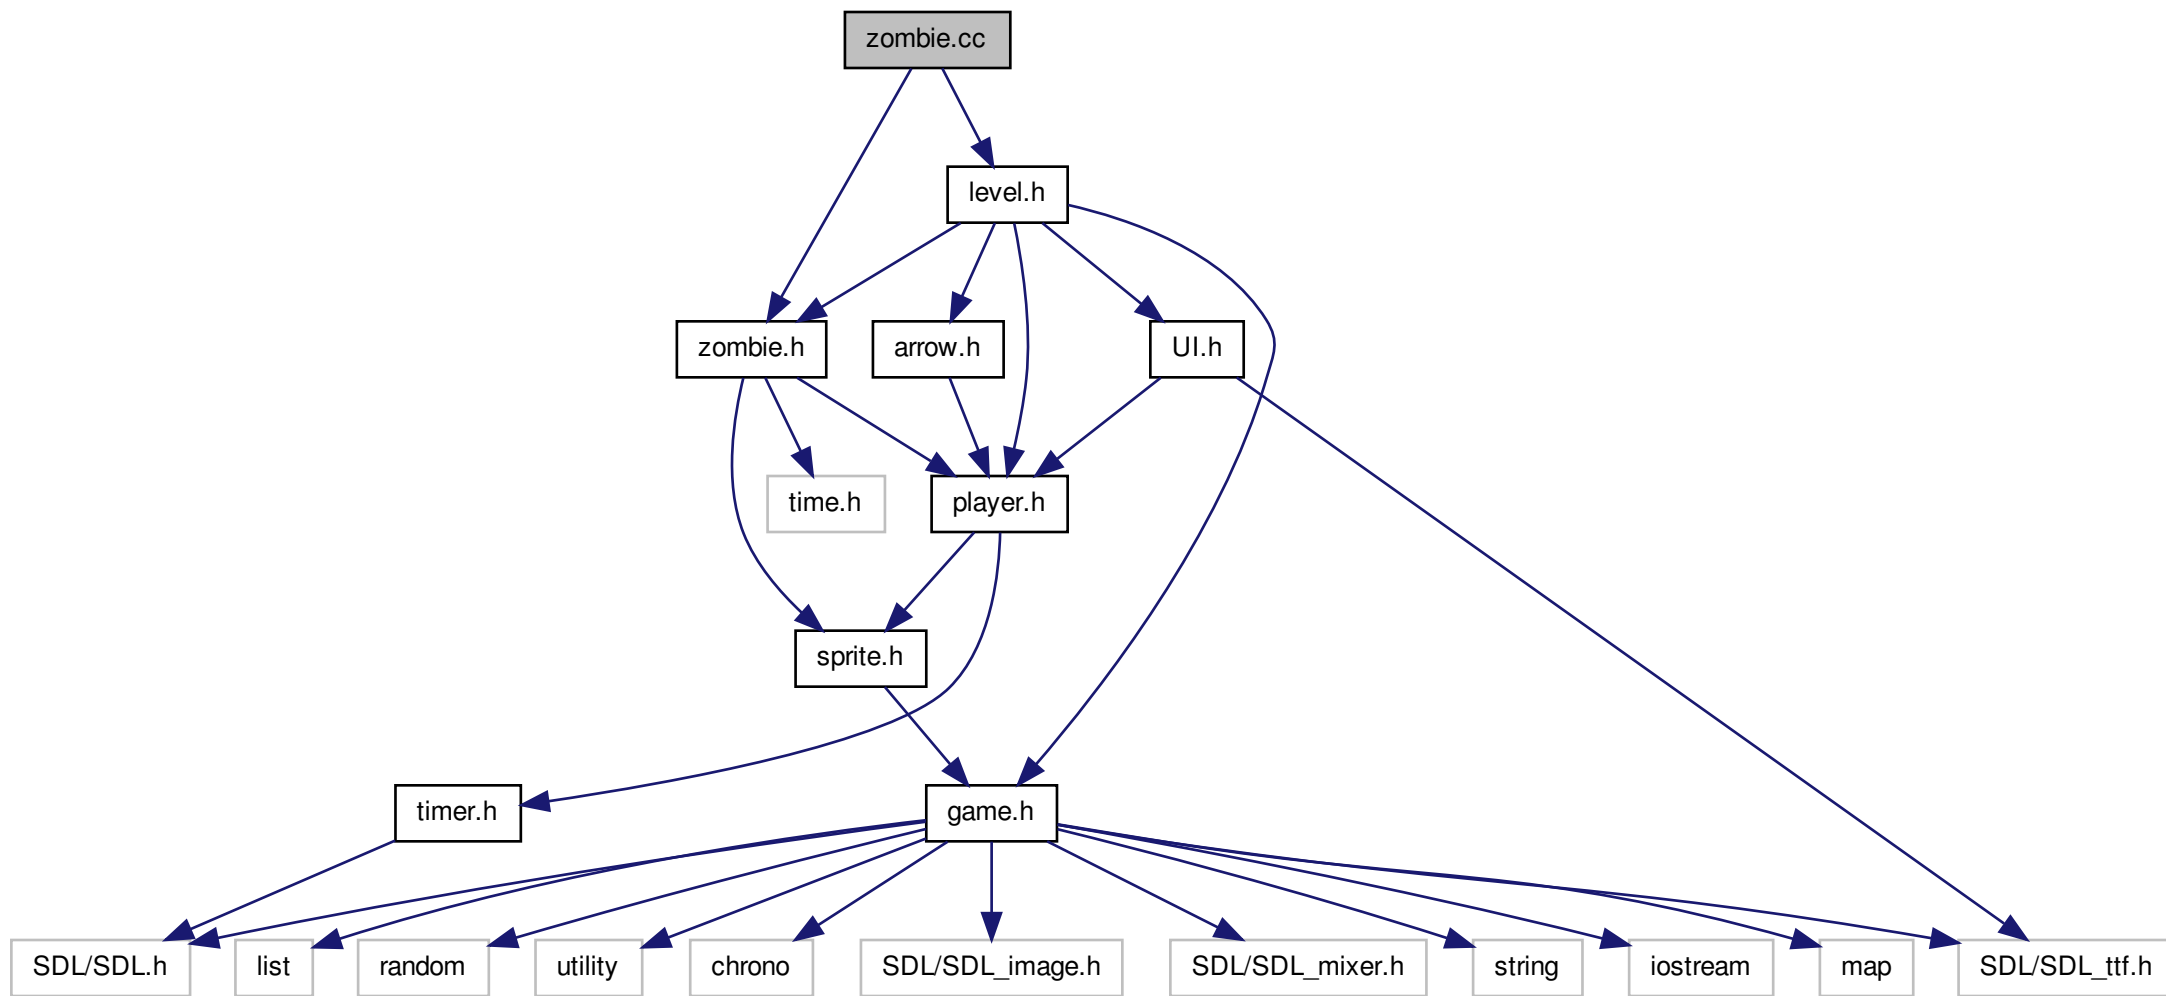 zombie.cc
level.h
zombie.h
arrow.h
UI.h
time.h
player.h
sprite.h
timer.h
game.h
SDL/SDL.h
list
random
utility
chrono
SDL/SDL_image.h
SDL/SDL_mixer.h
string
iostream
map
SDL/SDL_ttf.h